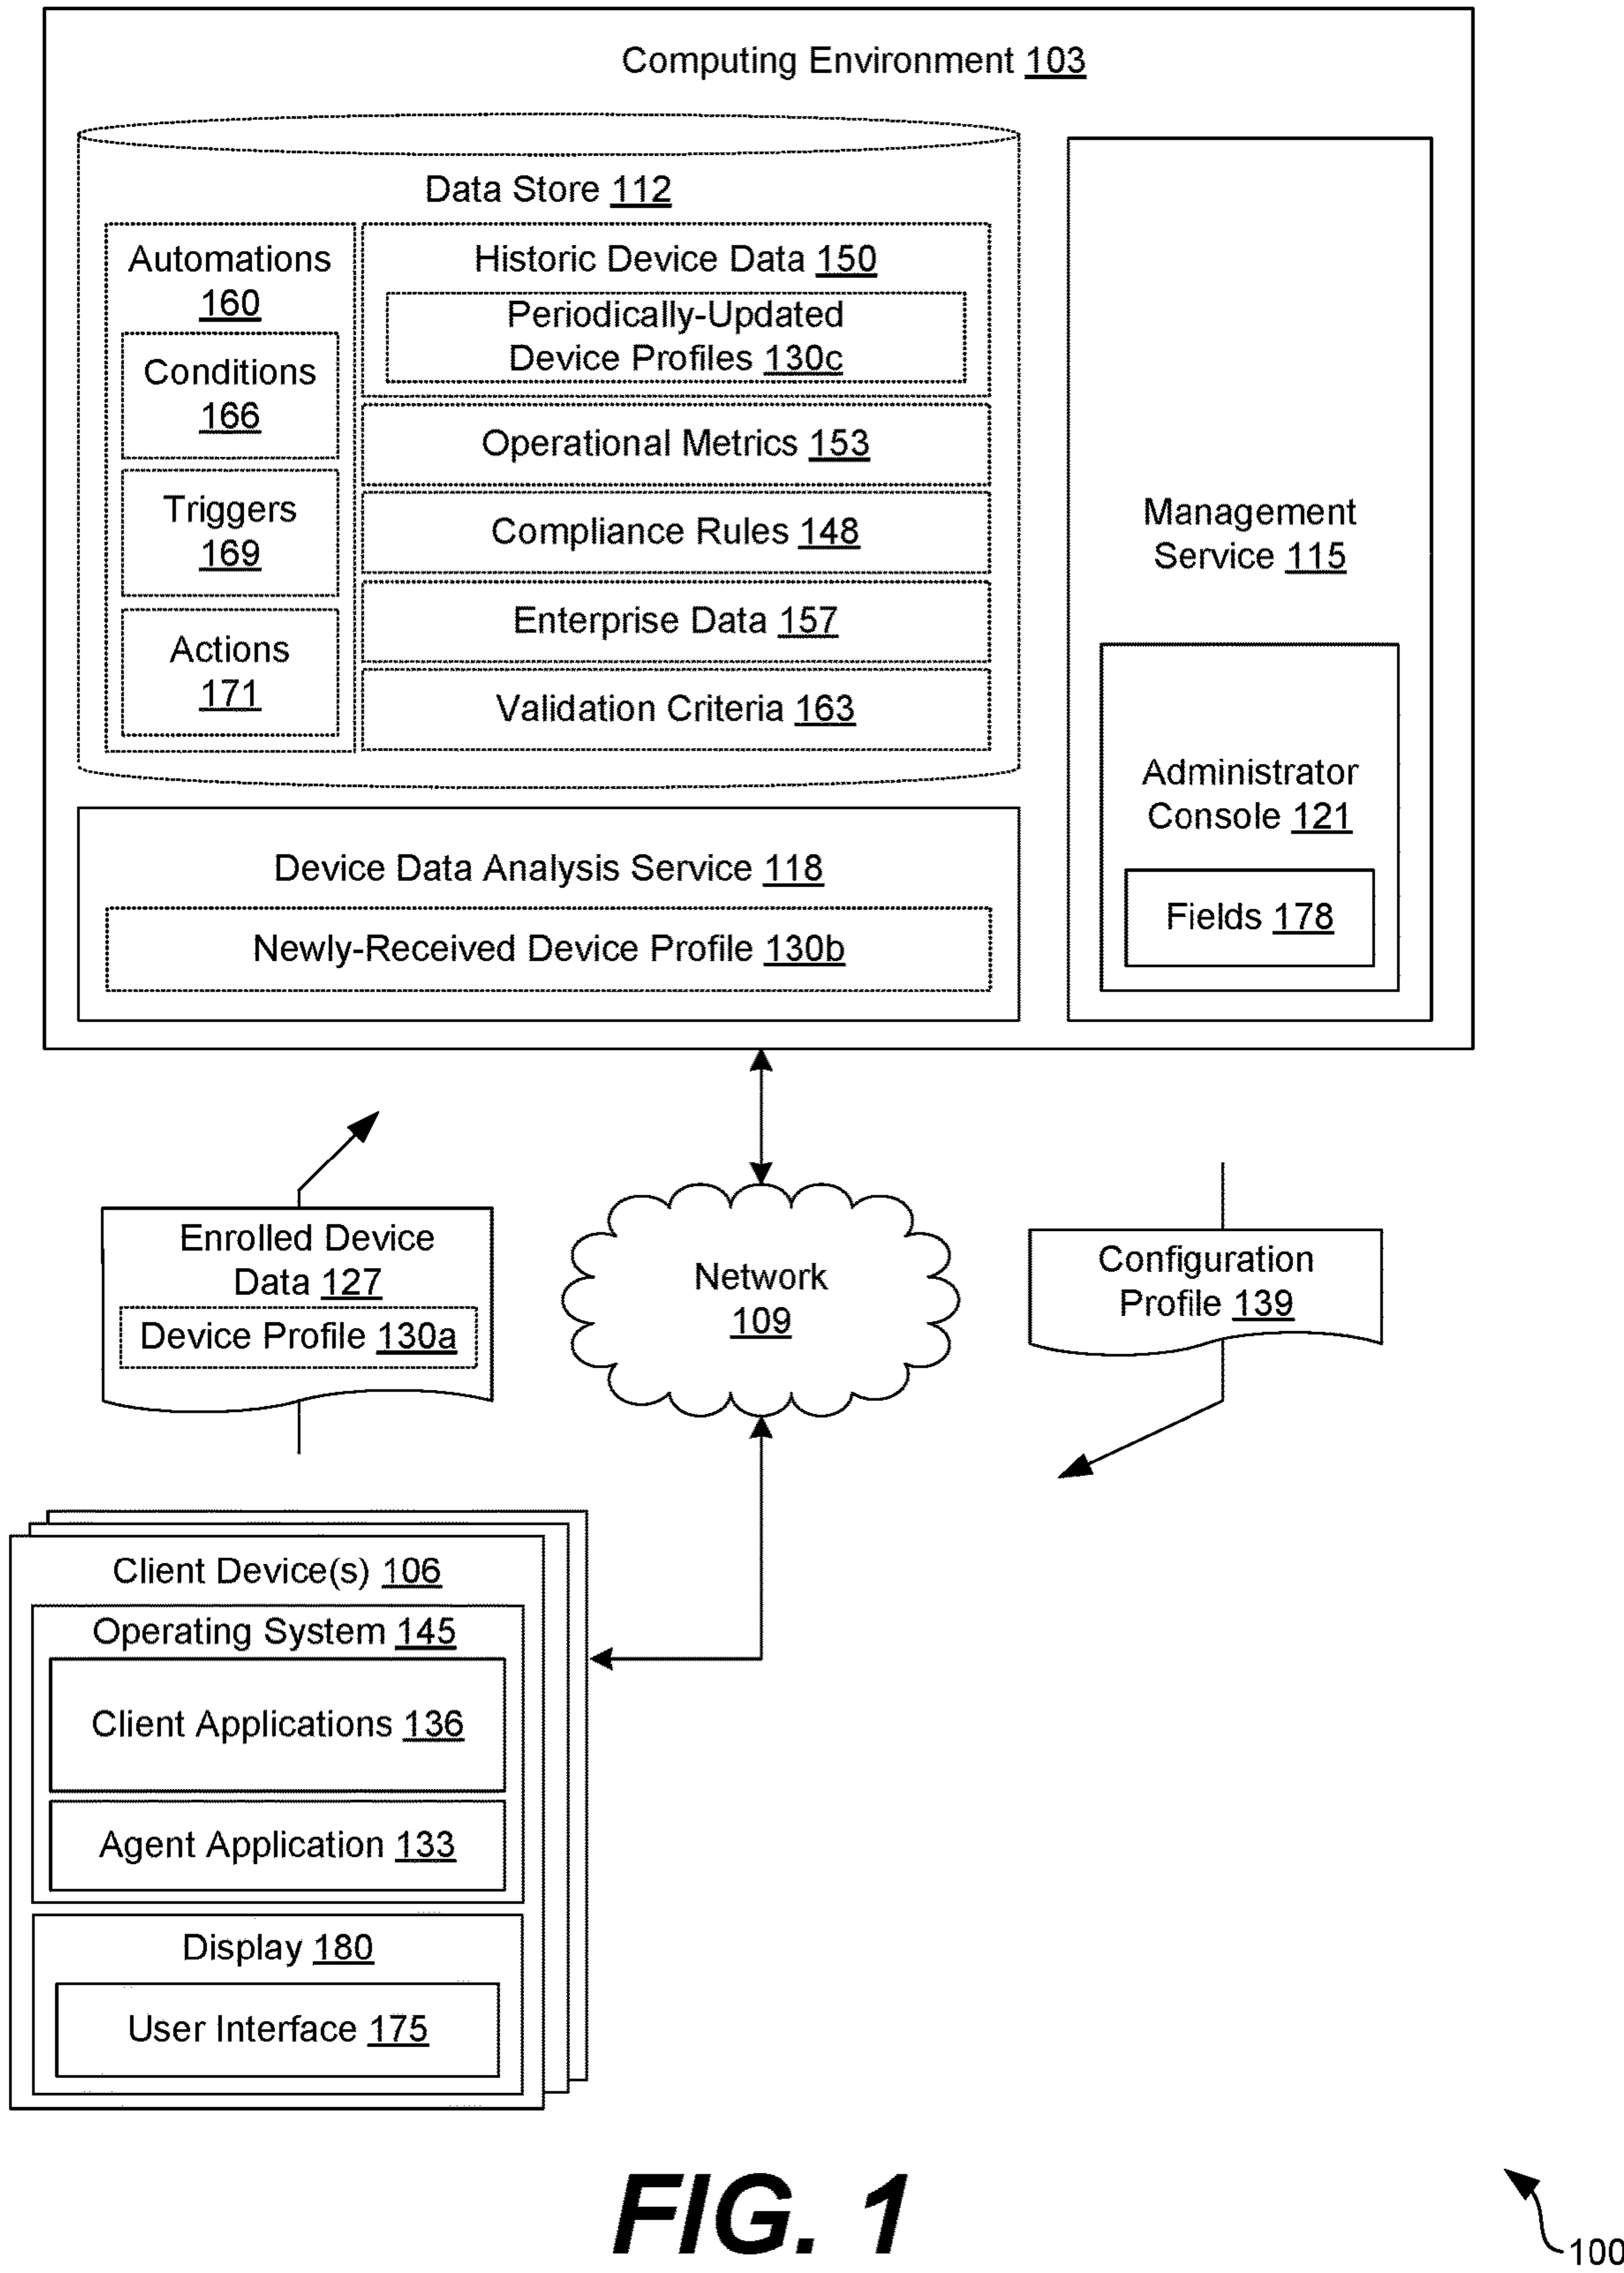 Computing Environment 103
Data Store 112
Automations
160
Conditions
166
Triggers
169
Actions
171
Historic Device Data 150
Periodically-Updated
Device Profiles 130c
Operational Metrics 153
Compliance Rules 148
Enterprise Data 157
Validation Criteria 163
Management
Service 115
Administrator
Console 121
Fields 178
Device Data Analysis Service 118
Newly-Received Device Profile 130b
Enrolled Device
Data 127
Device Profile 130a
Network
109
Configuration
Profile 139
Client Device(s) 106
Operating System 145
Client Applications 136
Agent Application 133
Display 180
User Interface 175
FIG. 1
100